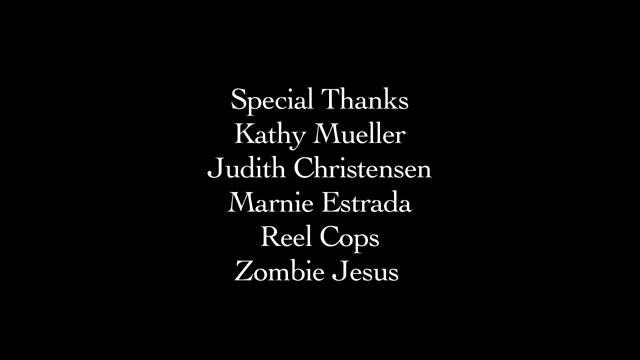 Special Thanks
Kathy Mueller
Judith Christensen
Marnie Estrada
Reel Cops
Zombie Jesus